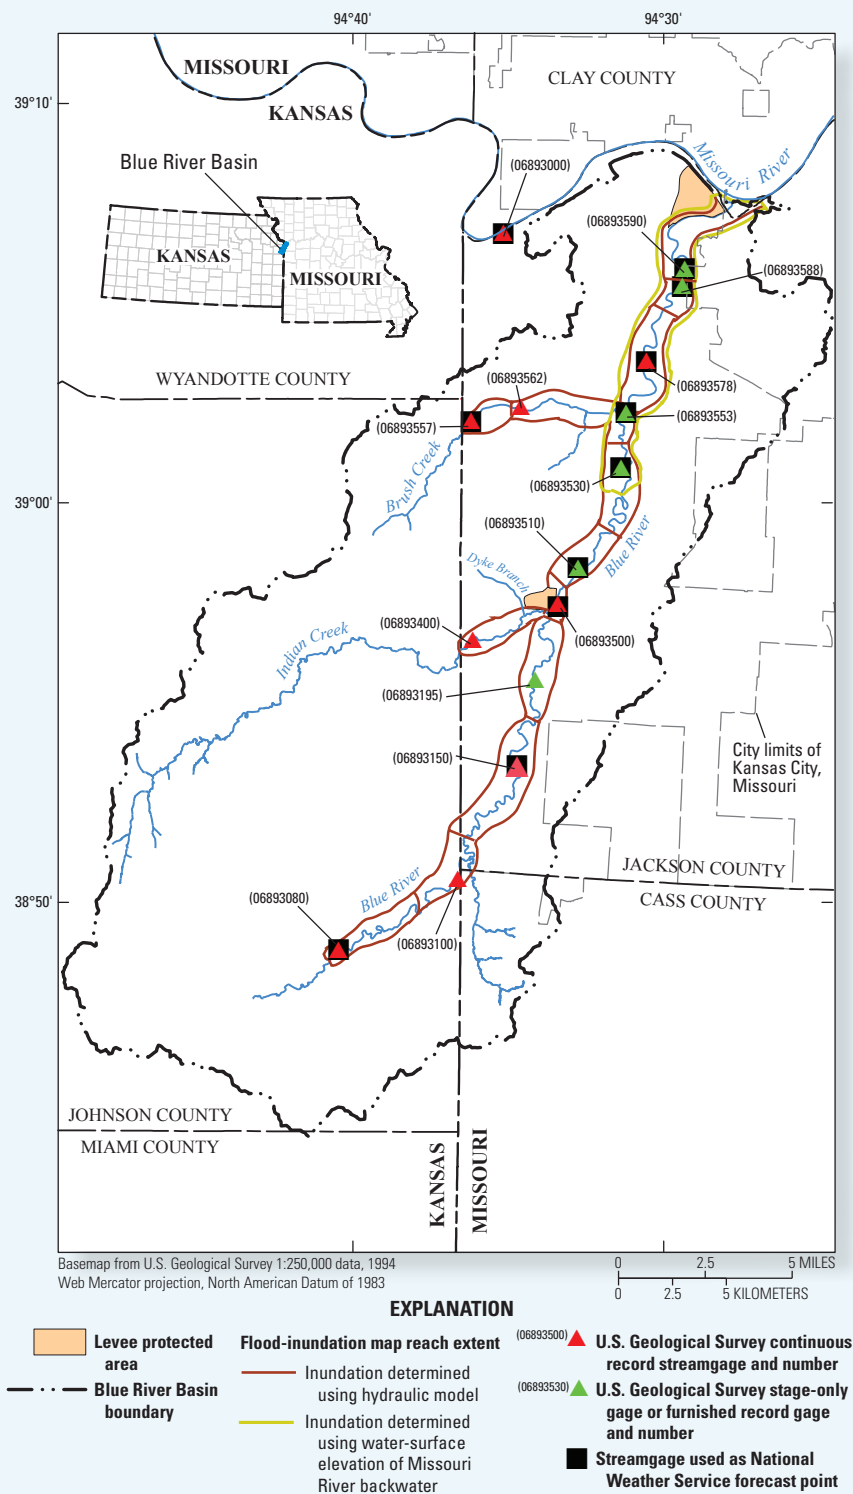 94°40'
94°30'
MISSOURI
KANSAS
CLAY COUNTY
39°10'
Blue River Basin
(06893000)
Missouri River
KANSAS
MISSOURI
(06893590)
(06893588)
WYANDOTTE COUNTY
(06893562)
(06893578)
(06893557)
(06893553)
Brush Creek
(06893530)
39°00'
(06893510)
Blue River
Dyke Branch
(06893400)
(06893500)
Indian Creek
(06893195)
(06893150)
City limits of
Kansas City,
Missouri
JACKSON COUNTY
CASS COUNTY
Blue River
38°50'
(06893080)
(06893100)
JOHNSON COUNTY
MIAMI COUNTY
KANSAS
MISSOURI
Basemap from U.S. Geological Survey 1:250,000 data, 1994
Web Mercator projection, North American Datum of 1983
0 2.5 5 MILES
0 2.5 5 KILOMETERS
EXPLANATION
Levee protected
area
Blue River Basin
boundary
Flood-inundation map reach extent
Inundation determined
using hydraulic model
Inundation determined
using water-surface
elevation of Missouri
River backwater
(06893500)
U.S. Geological Survey continuous
record streamgage and number
(06893530)
U.S. Geological Survey stage-only
gage or furnished record gage
and number
Streamgage used as National
Weather Service forecast point